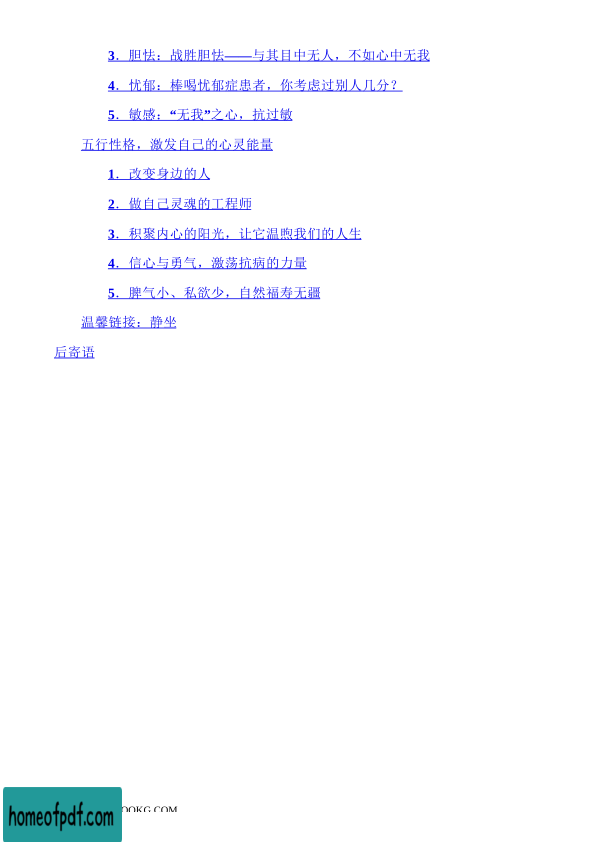 3．胆怯：战胜胆怯——与其目中无人，不如心中无我
4．忧郁：棒喝忧郁症患者，你考虑过别人几分？
5．敏感：“无我”之心，抗过敏
五行性格，激发自己的心灵能量
1．改变身边的人
2．做自己灵魂的工程师
3．积聚内心的阳光，让它温煦我们的人生
4．信心与勇气，激荡抗病的力量
5．脾气小、私欲少，自然福寿无疆
温馨链接：静坐
后寄语
homeofpdf.com